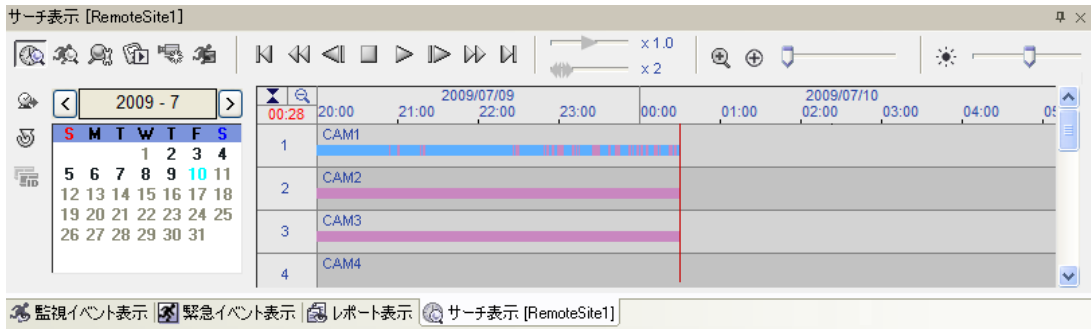 サーチ表示 [RemoteSite1]
x 1.0
x 2
2009 - 7
S M T W T F S
1 2 3 4
5 6 7 8 9 10 11
12 13 14 15 16 17 18
19 20 21 22 23 24 25
26 27 28 29 30 31
2009/07/09 2009/07/10
00:28 20:00 21:00 22:00 23:00 00:00 01:00 02:00 03:00 04:00
1 CAM1
2 CAM2
3 CAM3
4 CAM4
ID
監視イベント表示 緊急イベント表示 レポート表示 サーチ表示 [RemoteSite1]